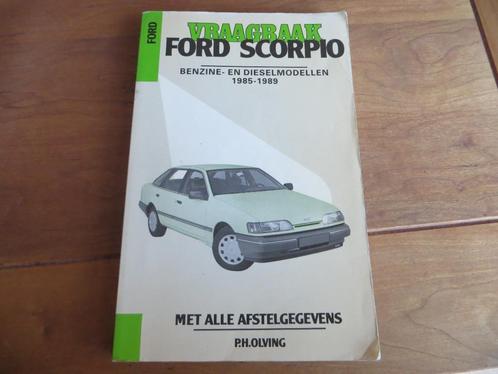 FORD
VRAAGBAAK
FORD SCORPIO
BENZINE- EN DIESELMODELLEN
1985-1989
MET ALLE AFSTELGEGEVENS
P.H.OLVING